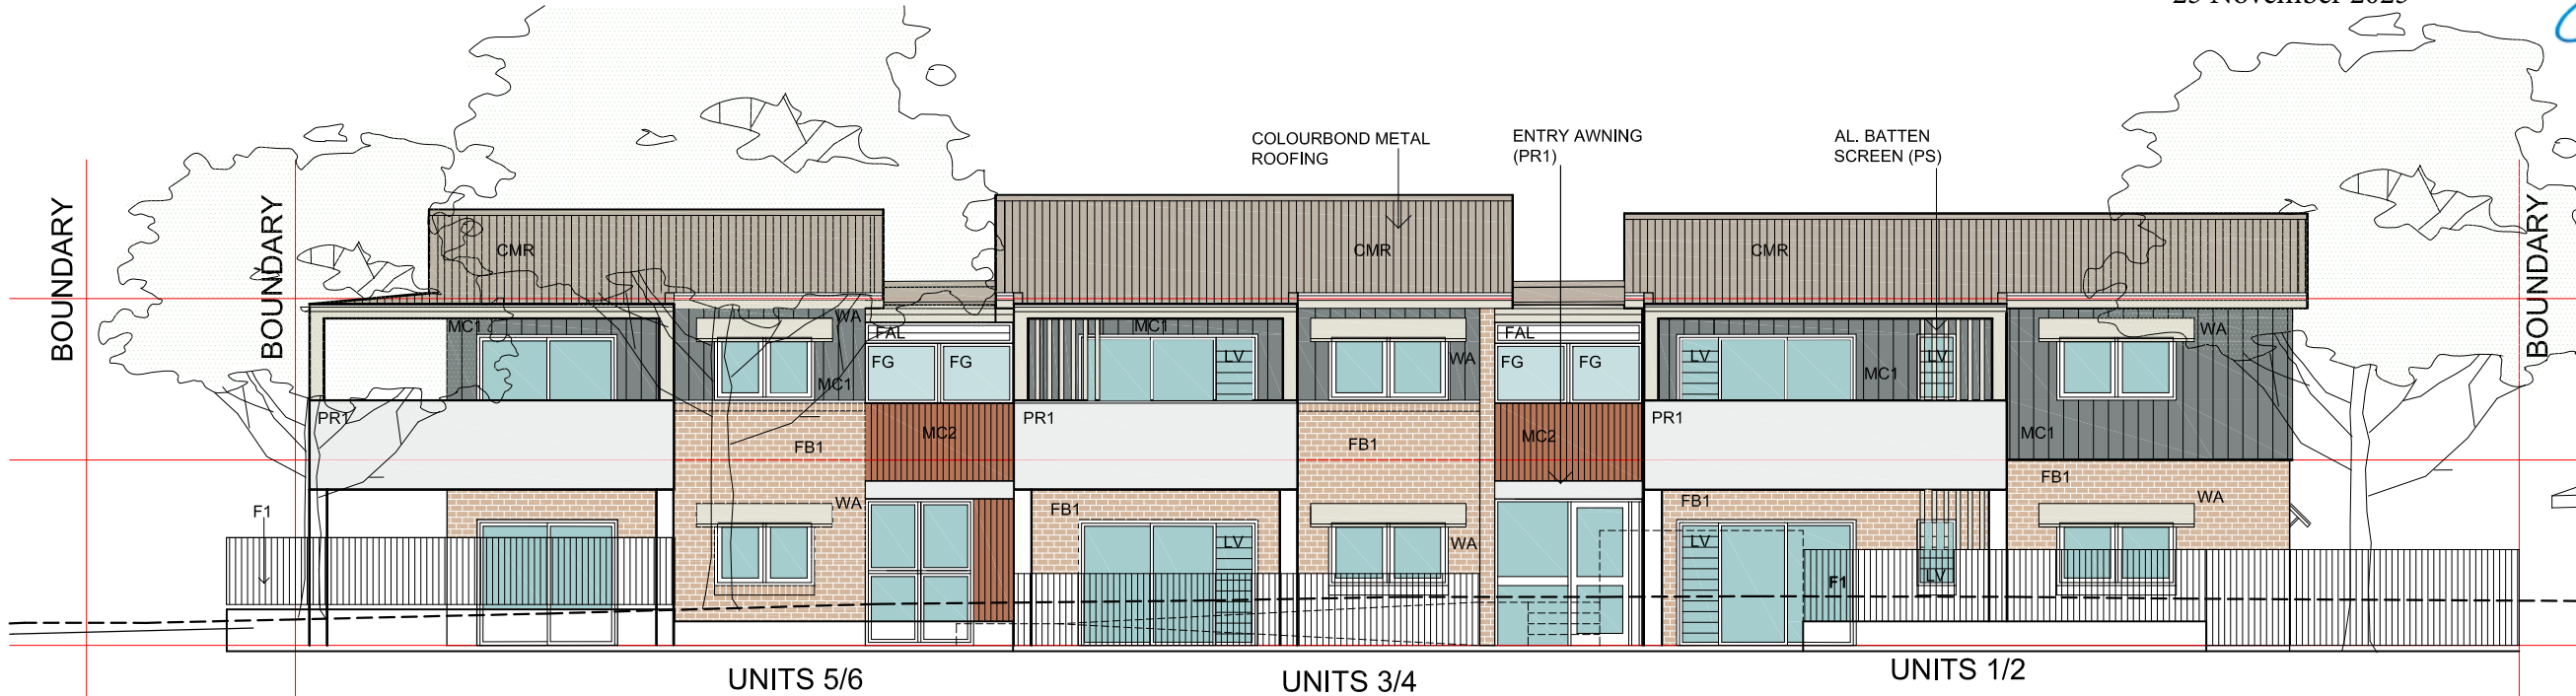 25 November 2025
COLOURBOND METAL
ROOFING
ENTRY AWNING
(PR1)
AL. BATTEN
SCREEN (PS)
BOUNDARY
BOUNDARY
BOUNDARY
CMR
CMR
CMR
MC1
WA
FAL
MC1
FAL
WA
FG
FG
LV
WA
FG
FG
LV
LV
MC1
MC1
PR1
FB1
MC2
PR1
FB1
MC2
PR1
MC1
F1
WA
FB1
FB1
FB1
WA
LV
WA
LV
F1
LV
UNITS 5/6
UNITS 3/4
UNITS 1/2